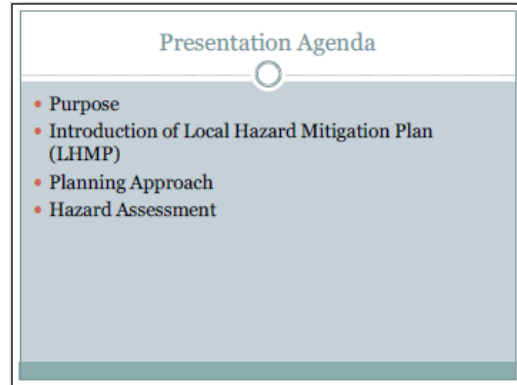 Presentation Agenda
• Purpose
• Introduction of Local Hazard Mitigation Plan
(LHMP)
• Planning Approach
• Hazard Assessment